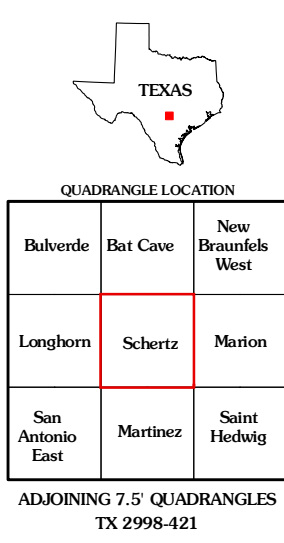 TEXAS
QUADRANGLE LOCATION
Bulverde
Bat Cave
New
Braunfels
West
Longhorn
Schertz
Marion
San
Antonio
East
Martinez
Saint
Hedwig
ADJOINING 7.5' QUADRANGLES
TX 2998-421